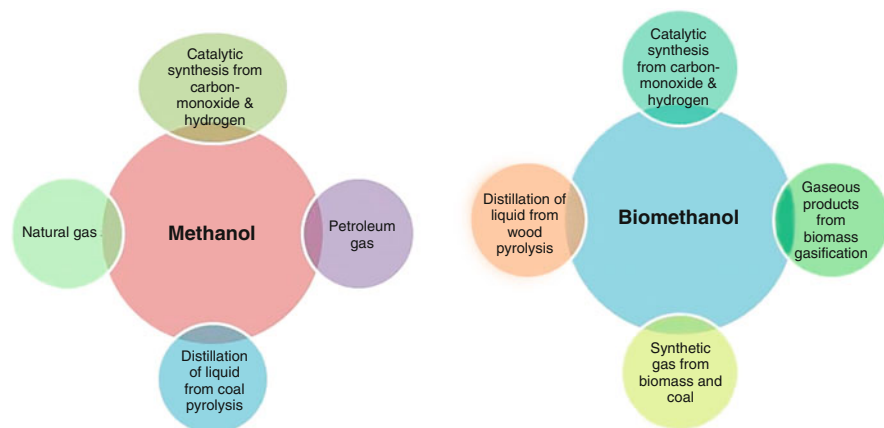 Catalytic
synthesis from
carbon-
monoxide &
hydrogen
Natural gas
Methanol
Petroleum
gas
Distillation
of liquid
from coal
pyrolysis
Catalytic
synthesis
from carbon-
monoxide &
hydrogen
Distillation of
liquid from
wood
pyrolysis
Biomethanol
Gaseous
products
from
biomass
gasification
Synthetic
gas from
biomass and
coal